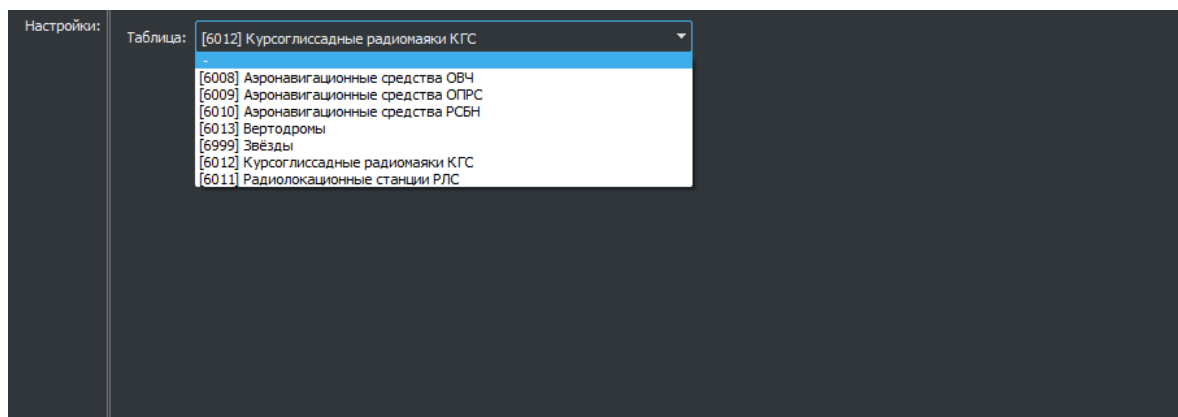 Настройки:
Таблица: [6012] Курсоглиссадные радиомаяки КГС
-
[6008] Аэронавигационные средства ОВЧ
[6009] Аэронавигационные средства ОПРС
[6010] Аэронавигационные средства РСБН
[6013] Вертодромы
[6999] Звёзды
[6012] Курсоглиссадные радиомаяки КГС
[6011] Радиолокационные станции РЛС